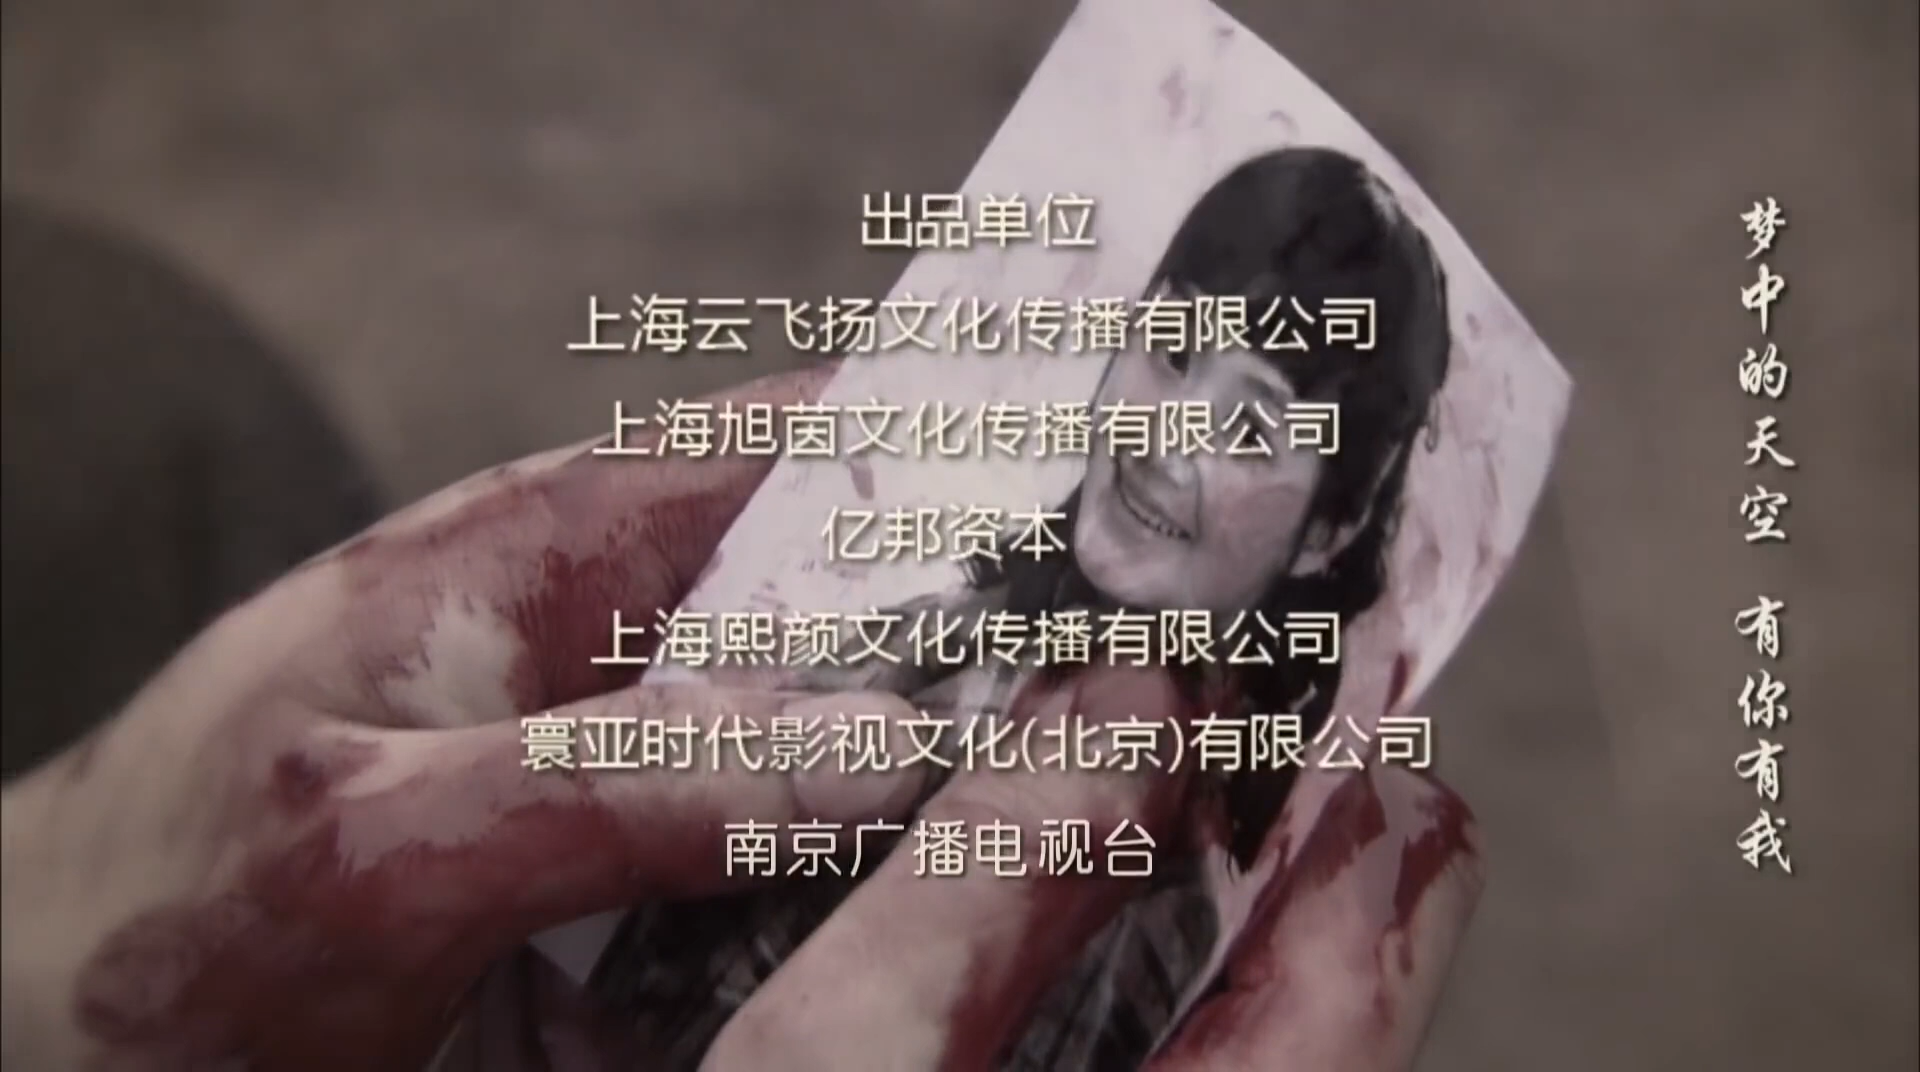 出品单位
上海云飞扬文化传播有限公司
上海旭茵文化传播有限公司
亿邦资本
上海熙颜文化传播有限公司
寰亚时代影视文化(北京)有限公司
南京广播电视台
梦中的天空 有你有我